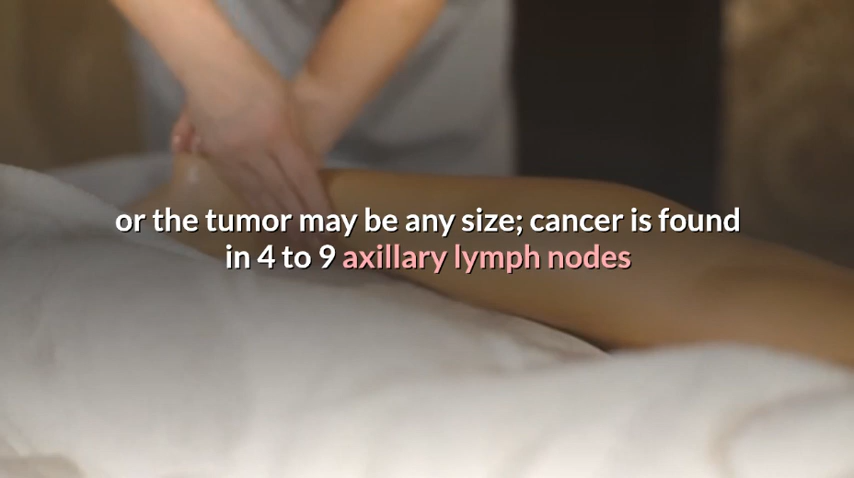 or the tumor may be any size; cancer is found
in 4 to 9 axillary lymph nodes